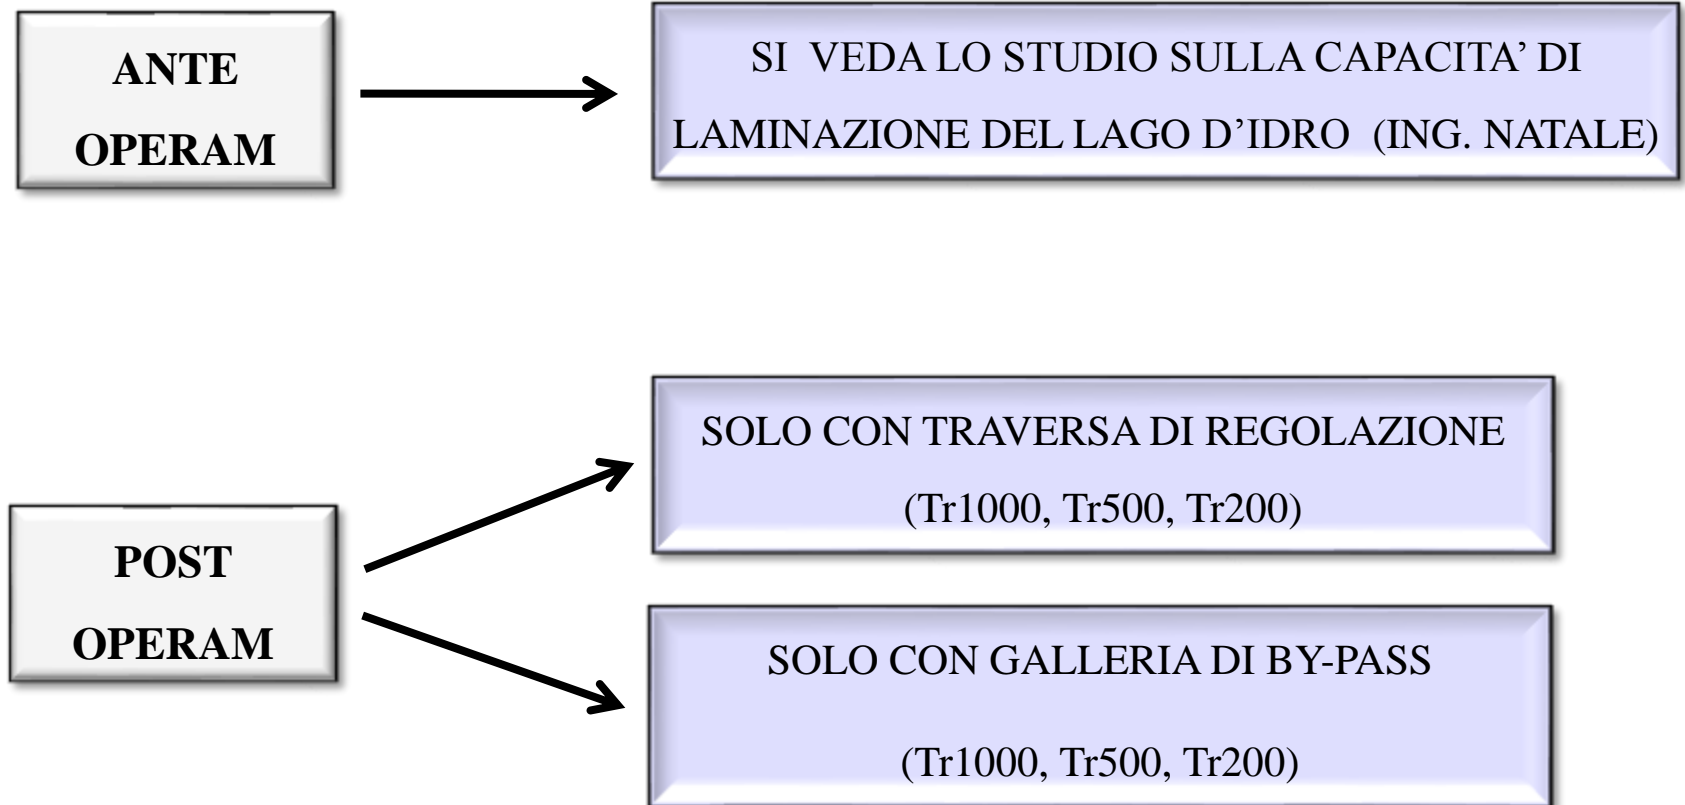 ANTE
OPERAM
SI VEDA LO STUDIO SULLA CAPACITA’ DI
LAMINAZIONE DEL LAGO D’IDRO (ING. NATALE)
POST
OPERAM
SOLO CON TRAVERSA DI REGOLAZIONE
(Tr1000, Tr500, Tr200)
SOLO CON GALLERIA DI BY-PASS
(Tr1000, Tr500, Tr200)